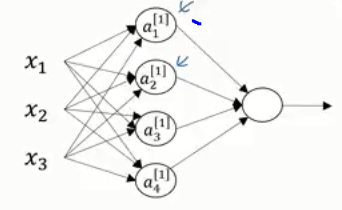 a₁^[1]
x₁
a₂^[1]
x₂
a₃^[1]
x₃
a₄^[1]